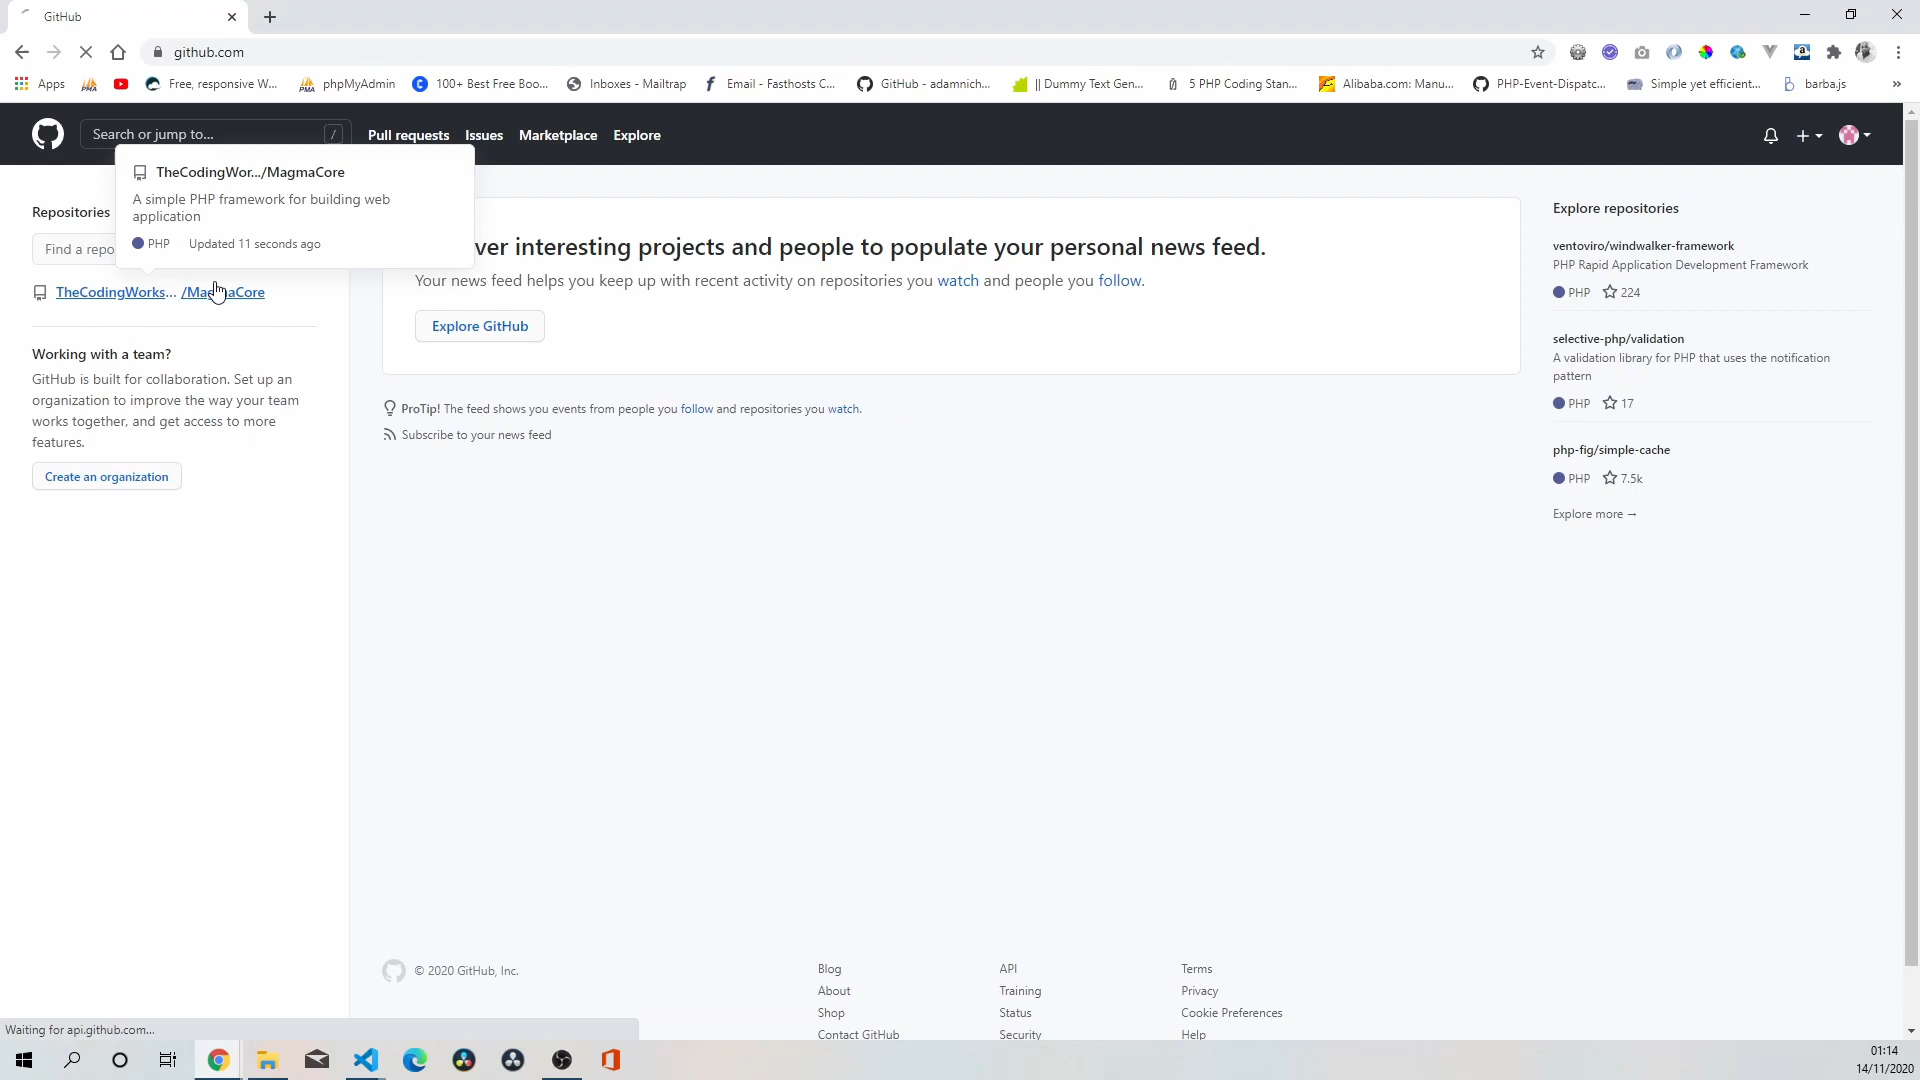 GitHub
github.com
Apps
Free, responsive W...
phpMyAdmin
100+ Best Free Boo...
Inboxes - Mailtrap
Email - Fasthosts C...
GitHub - adamnich...
|| Dummy Text Gen...
5 PHP Coding Stan...
Alibaba.com: Manu...
PHP-Event-Dispatc...
Simple yet efficient...
barba.js
»
Search or jump to...
/
Pull requests
Issues
Marketplace
Explore
TheCodingWor.../MagmaCore
A simple PHP framework for building web
application
PHP
Updated 11 seconds ago
Repositories
Find a repo
TheCodingWorks... /MagmaCore
Working with a team?
GitHub is built for collaboration. Set up an
organization to improve the way your team
works together, and get access to more
features.
Create an organization
ver interesting projects and people to populate your personal news feed.
Your news feed helps you keep up with recent activity on repositories you watch and people you follow.
Explore GitHub
ProTip! The feed shows you events from people you follow and repositories you watch.
Subscribe to your news feed
Explore repositories
ventoviro/windwalker-framework
PHP Rapid Application Development Framework
PHP 224
selective-php/validation
A validation library for PHP that uses the notification
pattern
PHP 17
php-fig/simple-cache
PHP 7.5k
Explore more →
© 2020 GitHub, Inc.
Blog
About
Shop
Contact GitHub
API
Training
Status
Security
Terms
Privacy
Cookie Preferences
Help
Waiting for api.github.com...
01:14
14/11/2020